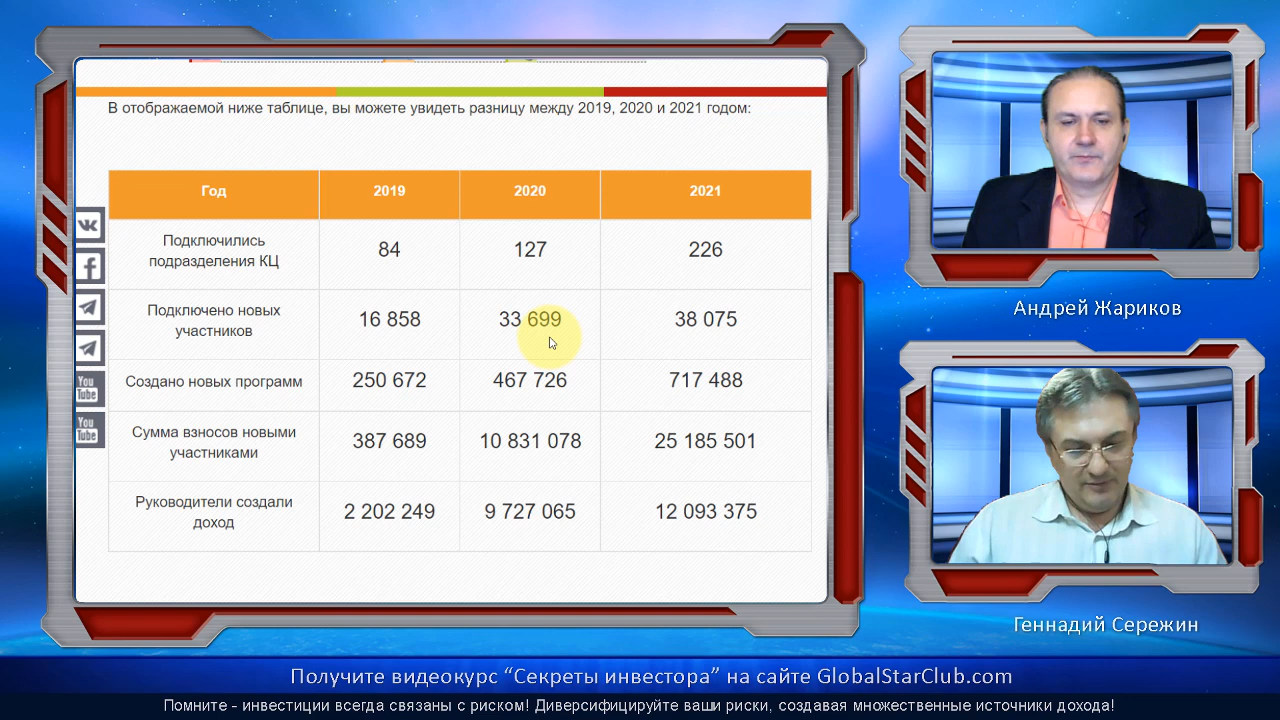 В отображаемой ниже таблице, вы можете увидеть разницу между 2019, 2020 и 2021 годом:
Год 2019 2020 2021
Подключились
подразделения КЦ
84 127 226
Подключено новых
участников
16 858 33 699 38 075
Создано новых программ 250 672 467 726 717 488
Сумма взносов новыми
участниками
387 689 10 831 078 25 185 501
Руководители создали
доход
2 202 249 9 727 065 12 093 375
You
Tube
You
Tube
Андрей Жариков
Геннадий Сережин
Получите видеокурс “Секреты инвестора” на сайте GlobalStarClub.com
Помните - инвестиции всегда связаны с риском! Диверсифицируйте ваши риски, создавая множественные источники дохода!